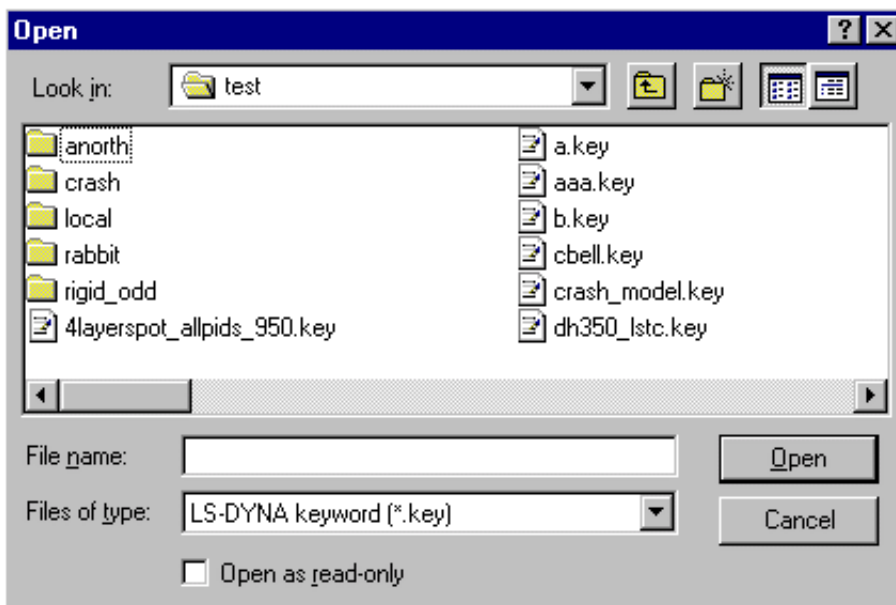 Open
Look in: test
anorth
crash
local
rabbit
rigid_odd
4layerspot_allpids_950.key
a.key
aaa.key
b.key
cbell.key
crash_model.key
dh350_lstc.key
File name:
Open
Files of type: LS-DYNA keyword (*.key)
Cancel
Open as read-only